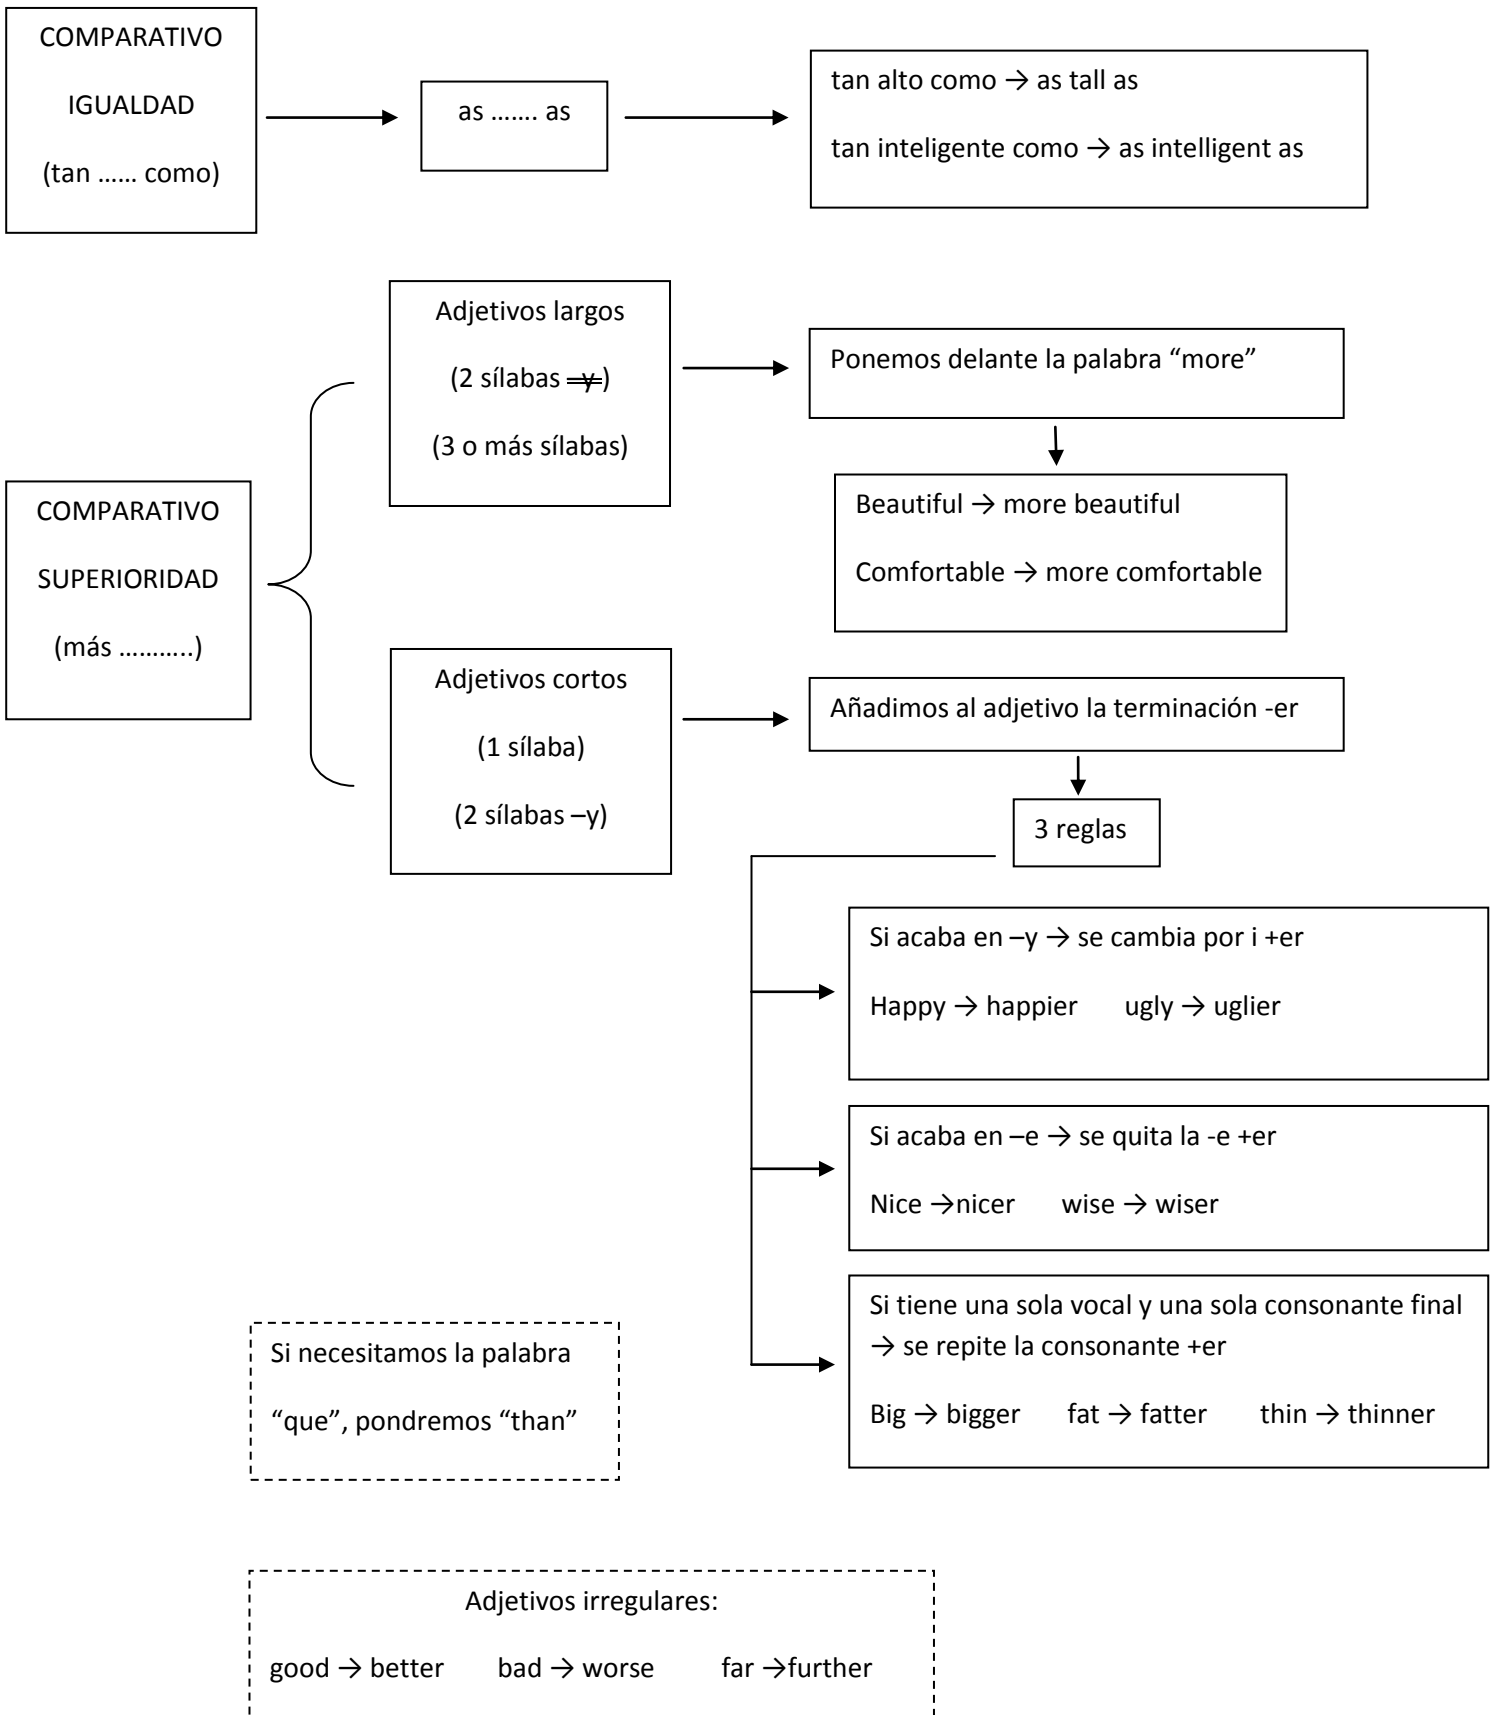 COMPARATIVO
IGUALDAD
(tan …… como)
as ……. as
tan alto como → as tall as
tan inteligente como → as intelligent as
COMPARATIVO
SUPERIORIDAD
(más ………..)
Adjetivos largos
(2 sílabas –y )
(3 o más sílabas)
Ponemos delante la palabra “more”
Beautiful → more beautiful
Comfortable → more comfortable
Adjetivos cortos
(1 sílaba)
(2 sílabas –y)
Añadimos al adjetivo la terminación -er
3 reglas
Si acaba en –y → se cambia por i +er
Happy → happier ugly → uglier
Si acaba en –e → se quita la -e +er
Nice →nicer wise → wiser
Si tiene una sola vocal y una sola consonante final
→ se repite la consonante +er
Big → bigger fat → fatter thin → thinner
Si necesitamos la palabra
“que”, pondremos “than”
Adjetivos irregulares:
good → better bad → worse far →further